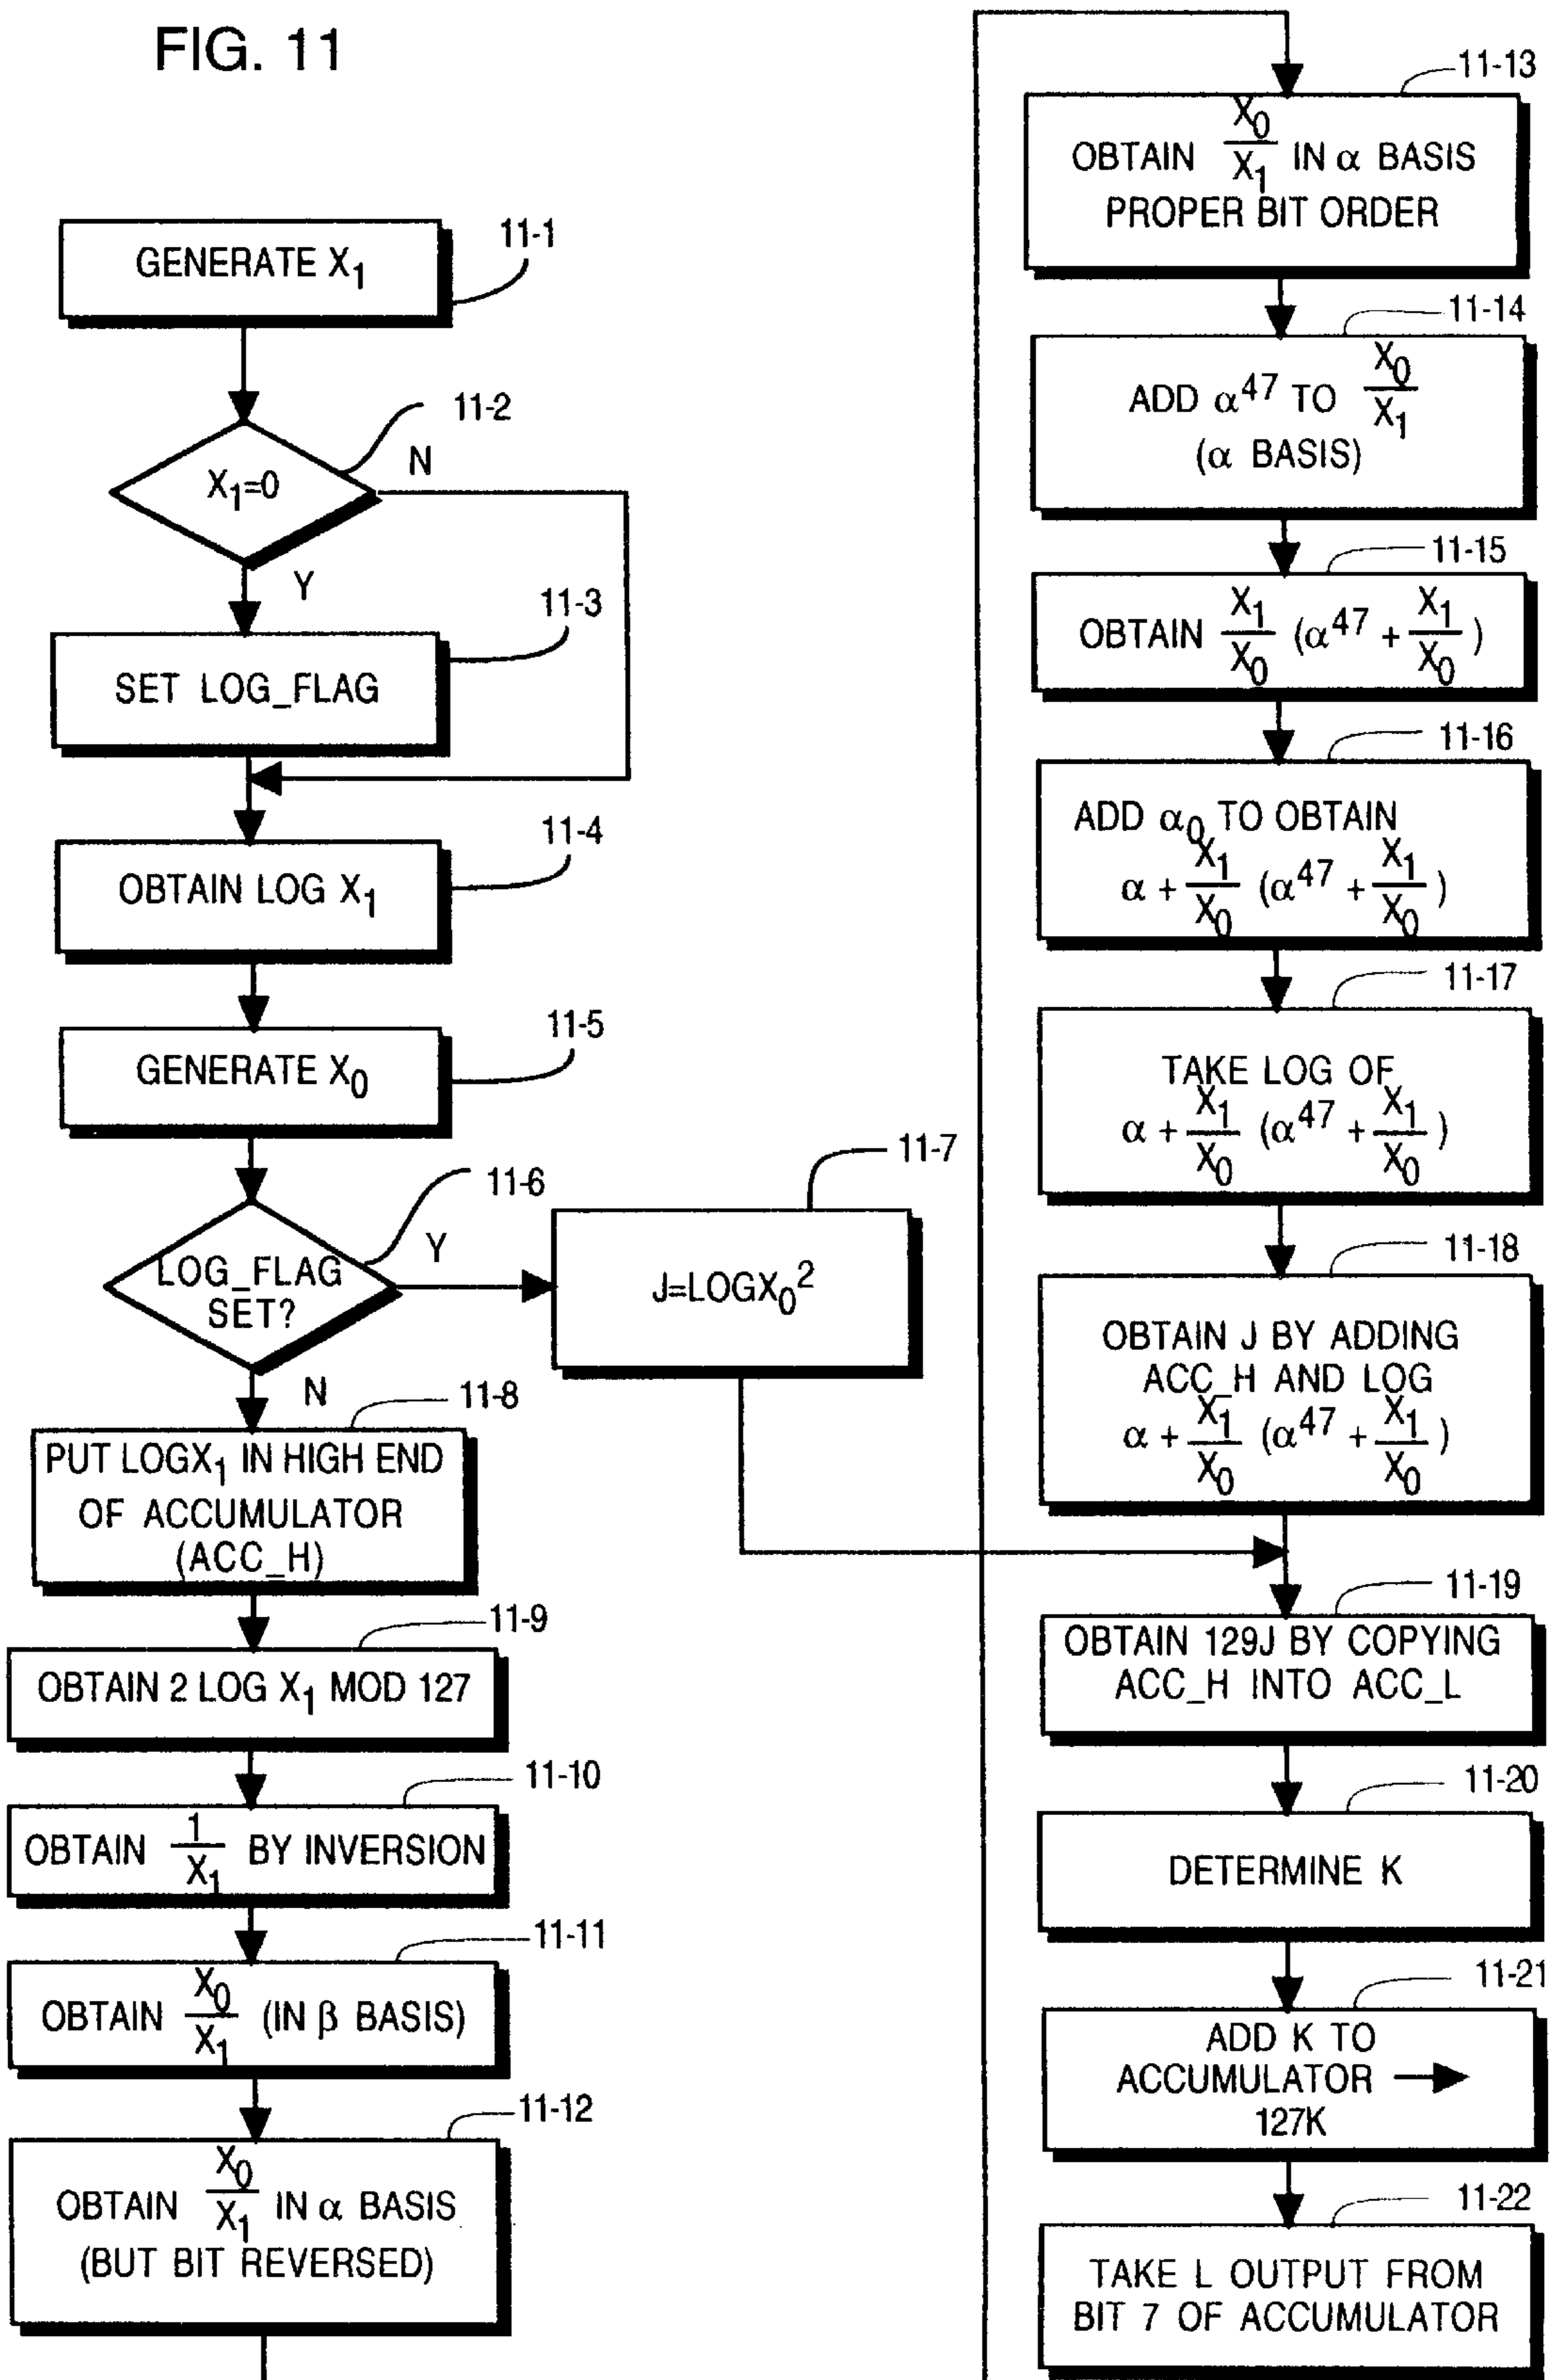 FIG. 11
11-1
GENERATE X₁
11-2
X₁=0
N
Y
11-3
SET LOG_FLAG
11-4
OBTAIN LOG X₁
11-5
GENERATE X₀
11-6
LOG_FLAG
SET?
Y
N
11-7
J=LOGX₀²
11-8
PUT LOGX₁ IN HIGH END
OF ACCUMULATOR
(ACC_H)
11-9
OBTAIN 2 LOG X₁ MOD 127
11-10
OBTAIN 1/X₁ BY INVERSION
11-11
OBTAIN X₀/X₁ (IN β BASIS)
11-12
OBTAIN X₀/X₁ IN α BASIS
(BUT BIT REVERSED)
11-13
OBTAIN X₀/X₁ IN α BASIS
PROPER BIT ORDER
11-14
ADD α⁴⁷ TO X₀/X₁
(α BASIS)
11-15
OBTAIN X₁/X₀ (α⁴⁷ + X₁/X₀)
11-16
ADD α₀ TO OBTAIN
α + X₁/X₀ (α⁴⁷ + X₁/X₀)
11-17
TAKE LOG OF
α + X₁/X₀ (α⁴⁷ + X₁/X₀)
11-18
OBTAIN J BY ADDING
ACC_H AND LOG
α + X₁/X₀ (α⁴⁷ + X₁/X₀)
11-19
OBTAIN 129J BY COPYING
ACC_H INTO ACC_L
11-20
DETERMINE K
11-21
ADD K TO
ACCUMULATOR →
127K
11-22
TAKE L OUTPUT FROM
BIT 7 OF ACCUMULATOR